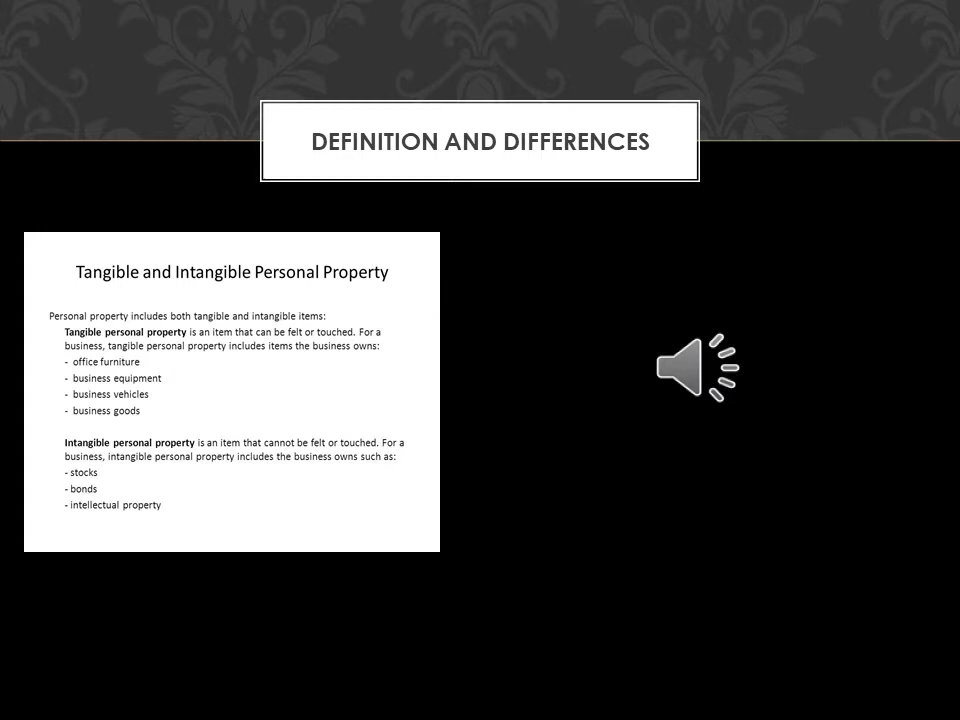 DEFINITION AND DIFFERENCES
Tangible and Intangible Personal Property
Personal property includes both tangible and intangible items:
Tangible personal property is an item that can be felt or touched. For a
business, tangible personal property includes items the business owns:
- office furniture
- business equipment
- business vehicles
- business goods
Intangible personal property is an item that cannot be felt or touched. For a
business, intangible personal property includes the business owns such as:
- stocks
- bonds
- intellectual property